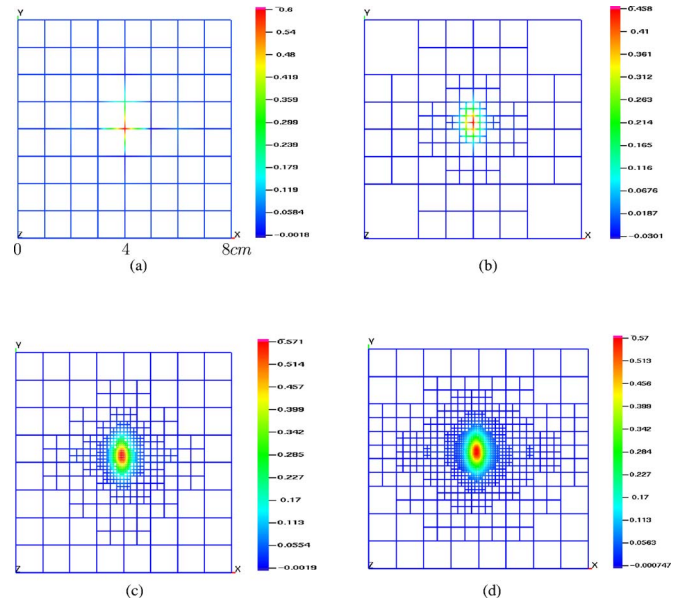 Y
0.6
0.54
0.48
0.419
0.359
0.299
0.239
0.179
0.119
0.0584
-0.0018
Z
X
0
4
8cm
(a)
Y
0.458
0.41
0.361
0.312
0.263
0.214
0.165
0.116
0.0676
0.0187
-0.0301
Z
X
(b)
Y
0.571
0.514
0.457
0.399
0.342
0.285
0.227
0.17
0.113
0.0554
-0.0019
Z
X
(c)
Y
0.57
0.513
0.456
0.399
0.342
0.284
0.227
0.17
0.113
0.0563
-0.000747
Z
X
(d)